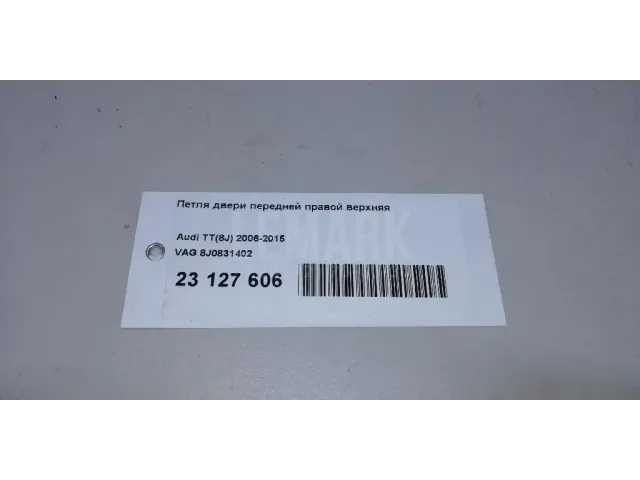 Петля двери передней правой верхняя
Audi TT(8J) 2006-2015
VAG 8J0831402
23 127 606